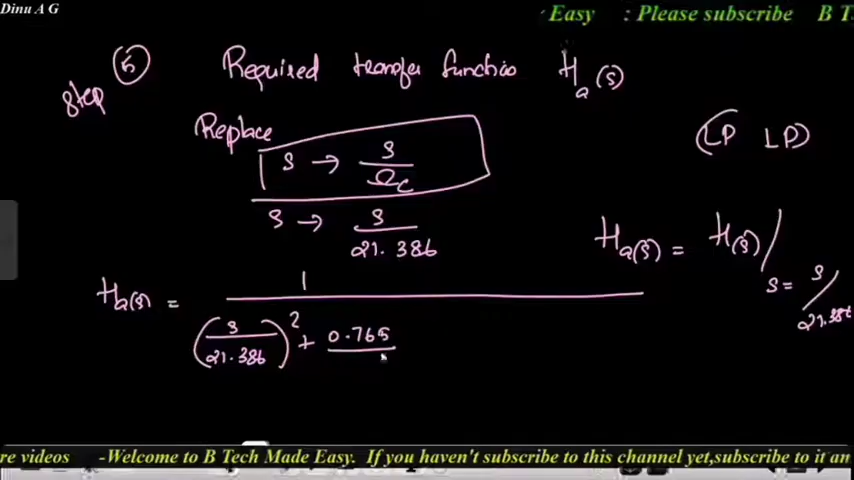 Dinu A G
Easy : Please subscribe B T
Step 5 Required transfer functio Ha(s)
Replace
(LP LP)
s → s/Ωc
s → s/21.386
Ha(s) = H(s) / s = s/21.386
Ha(s) = 1
(s/21.386)² + 0.765
re videos -Welcome to B Tech Made Easy. If you haven't subscribe to this channel yet,subscribe to it an